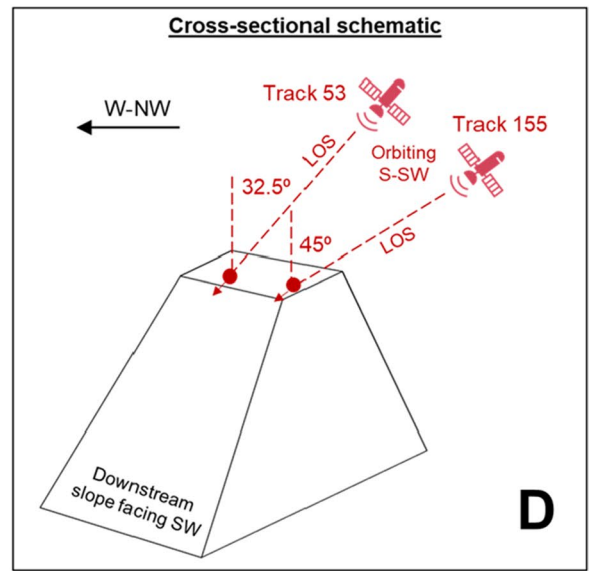 Cross-sectional schematic
W-NW
Track 53
Track 155
LOS
Orbiting
S-SW
32.5º
45º
LOS
Downstream
slope facing SW
D